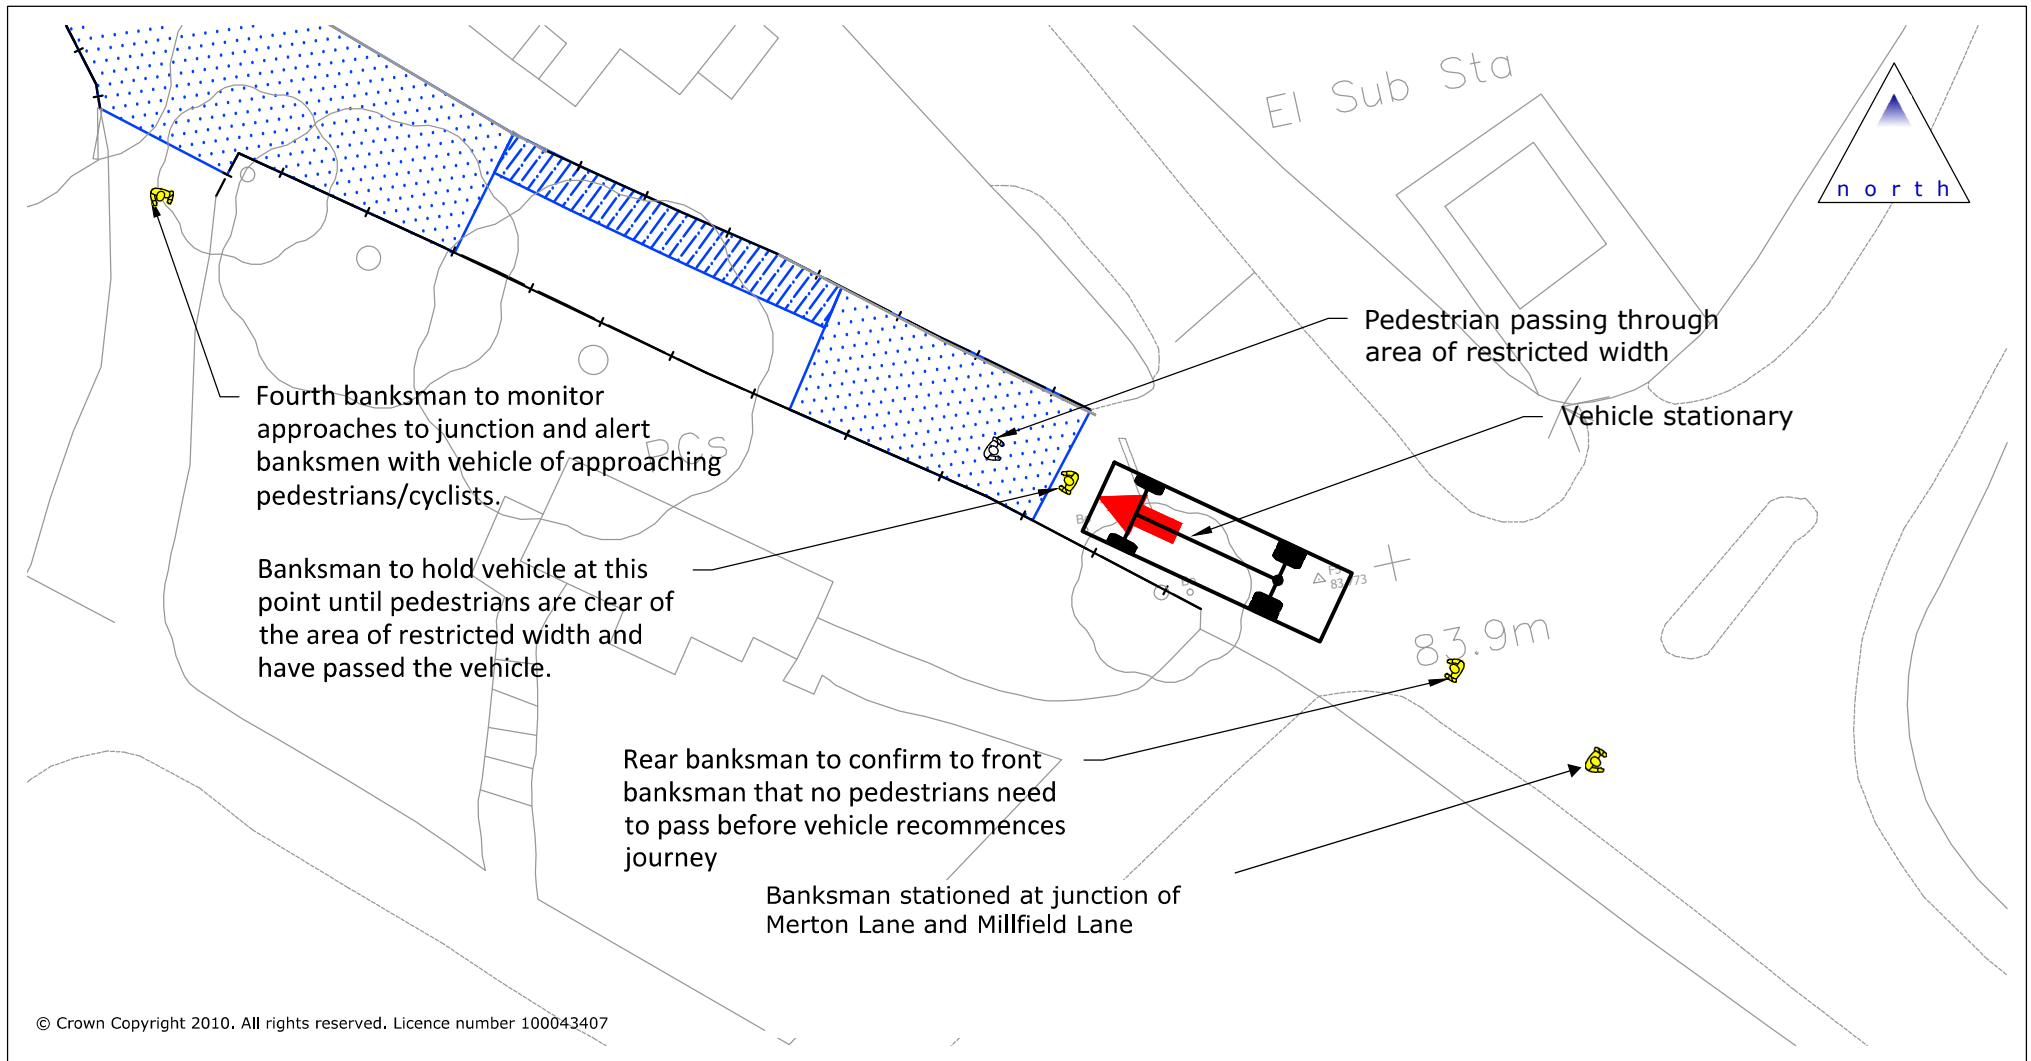 El Sub Sta
north
Pedestrian passing through
area of restricted width
Vehicle stationary
Fourth banksman to monitor
approaches to junction and alert
banksmen with vehicle of approaching
pedestrians/cyclists.
PCs
Banksman to hold vehicle at this
point until pedestrians are clear of
the area of restricted width and
have passed the vehicle.
83.9m
Rear banksman to confirm to front
banksman that no pedestrians need
to pass before vehicle recommences
journey
Banksman stationed at junction of
Merton Lane and Millfield Lane
© Crown Copyright 2010. All rights reserved. Licence number 100043407